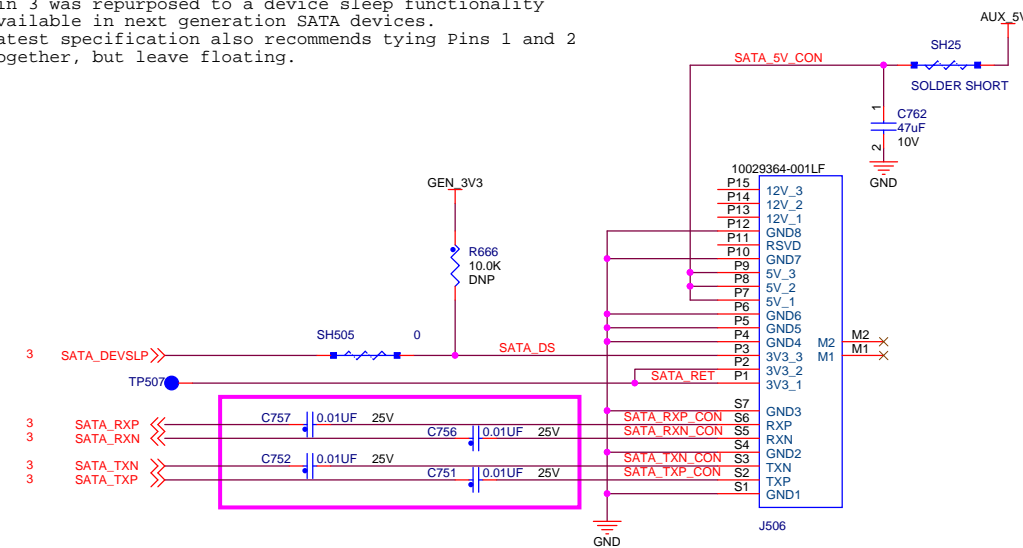 in 3 was repurposed to a device sleep functionality
vailable in next generation SATA devices.
atest specification also recommends tying Pins 1 and 2
ogether, but leave floating.
AUX_5V
SH25
SATA_5V_CON
SOLDER SHORT
1
C762
47uF
10V
2
GND
10029364-001LF
GEN_3V3
R666
10.0K
DNP
P15 12V_3
P14 12V_2
P13 12V_1
P12 GND8
P11 RSVD
P10 GND7
P9 5V_3
P8 5V_2
P7 5V_1
P6 GND6
P5 GND5
P4 GND4 M2 M2
P3 3V3_3 M1 M1
P2 3V3_2
P1 3V3_1
SH505 0
3 SATA_DEVSLP
SATA_DS
TP507
SATA_RET
S7 GND3
3 SATA_RXP C757 0.01UF 25V SATA_RXP_CON S6 RXP
3 SATA_RXN C756 0.01UF 25V SATA_RXN_CON S5 RXN
S4 GND2
3 SATA_TXN C752 0.01UF 25V SATA_TXN_CON S3 TXN
3 SATA_TXP C751 0.01UF 25V SATA_TXP_CON S2 TXP
S1 GND1
J506
GND